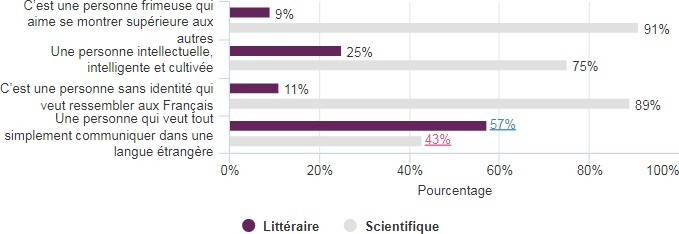 C'est une personne frimeuse qui
aime se montrer supérieure aux
autres
9%
91%
Une personne intellectuelle,
intelligente et cultivée
25%
75%
C'est une personne sans identité qui
veut ressembler aux Français
11%
89%
Une personne qui veut tout
simplement communiquer dans une
langue étrangère
57%
43%
0% 20% 40% 60% 80% 100%
Pourcentage
Littéraire Scientifique